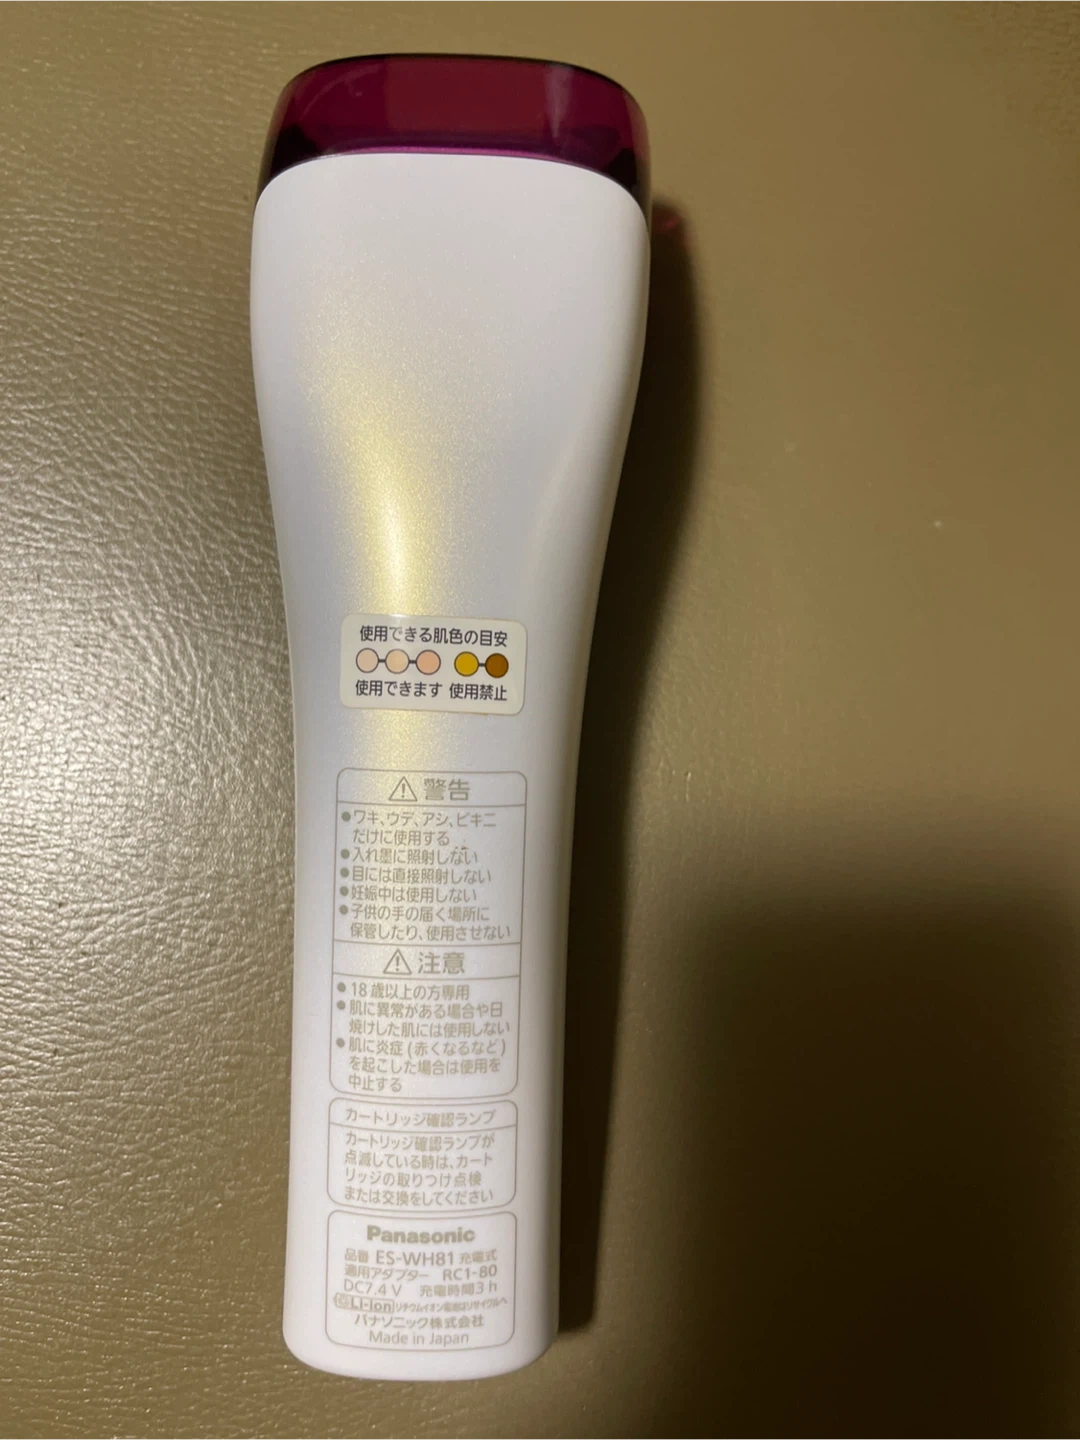 使用できる肌色の目安
使用できます 使用禁止
警告
●ワキ、ウデ、アシ、ビキニ
だけに使用する
●入れ墨に照射しない
●目には直接照射しない
●妊娠中は使用しない
●子供の手の届く場所に
保管したり、使用させない
注意
●18歳以上の方専用
●肌に異常がある場合や日
焼けした肌には使用しない
●肌に炎症(赤くなるなど)
を起こした場合は使用を
中止する
カートリッジ確認ランプ
カートリッジ確認ランプが
点滅している時は、カート
リッジの取りつけ点検
または交換をしてください
Panasonic
品番 ES-WH81 充電式
適用アダプター RC1-80
DC7.4 V 充電時間3 h
Li-ion リチウムイオン電池はリサイクルへ
パナソニック株式会社
Made in Japan